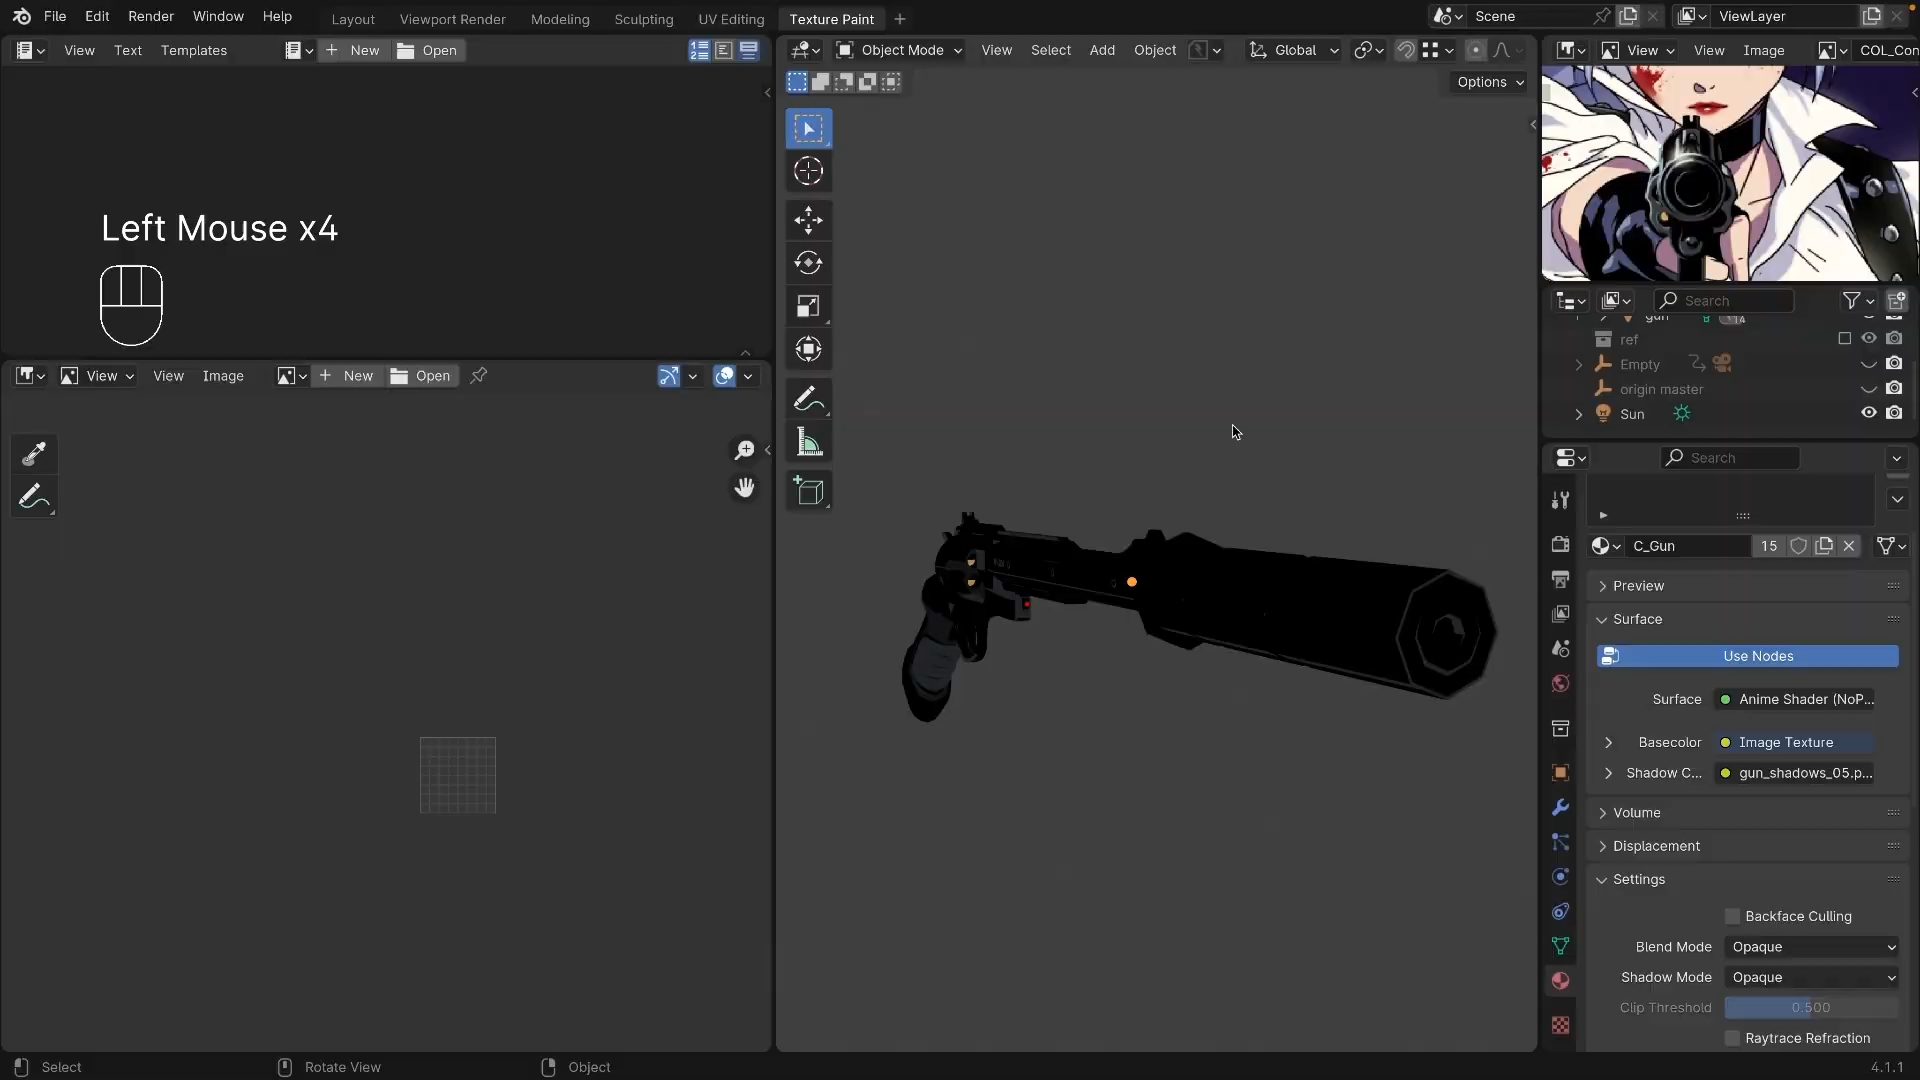 File Edit Render Window Help
Layout Viewport Render Modeling Sculpting UV Editing Texture Paint
Scene
ViewLayer
View Text Templates
New Open
Object Mode View Select Add Object
Global
View View Image
Options
Left Mouse x4
Search
ref
Empty
origin master
Sun
View View Image
New Open
Search
C_Gun 15
Preview
Surface
Use Nodes
Surface Anime Shader (NoP...
Basecolor Image Texture
Shadow C... gun_shadows_05.p...
Volume
Displacement
Settings
Backface Culling
Blend Mode Opaque
Shadow Mode Opaque
Clip Threshold 0.500
Raytrace Refraction
Select Rotate View Object 4.1.1